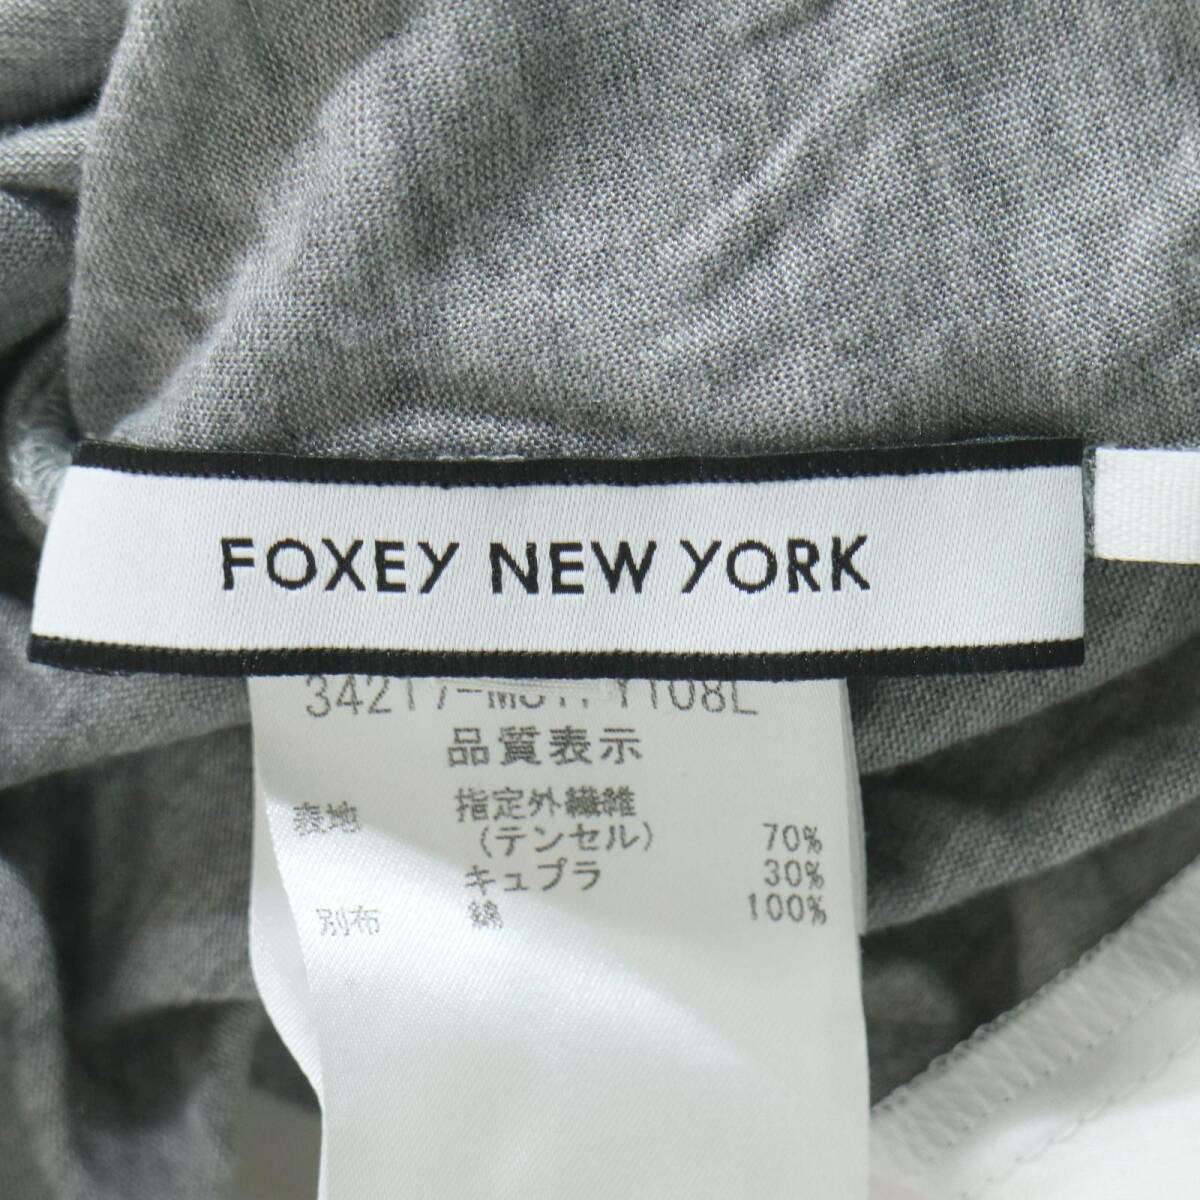 FOXEY NEW YORK
品質表示
表地 指定外繊維
(テンセル) 70%
キュプラ 30%
別布 綿 100%